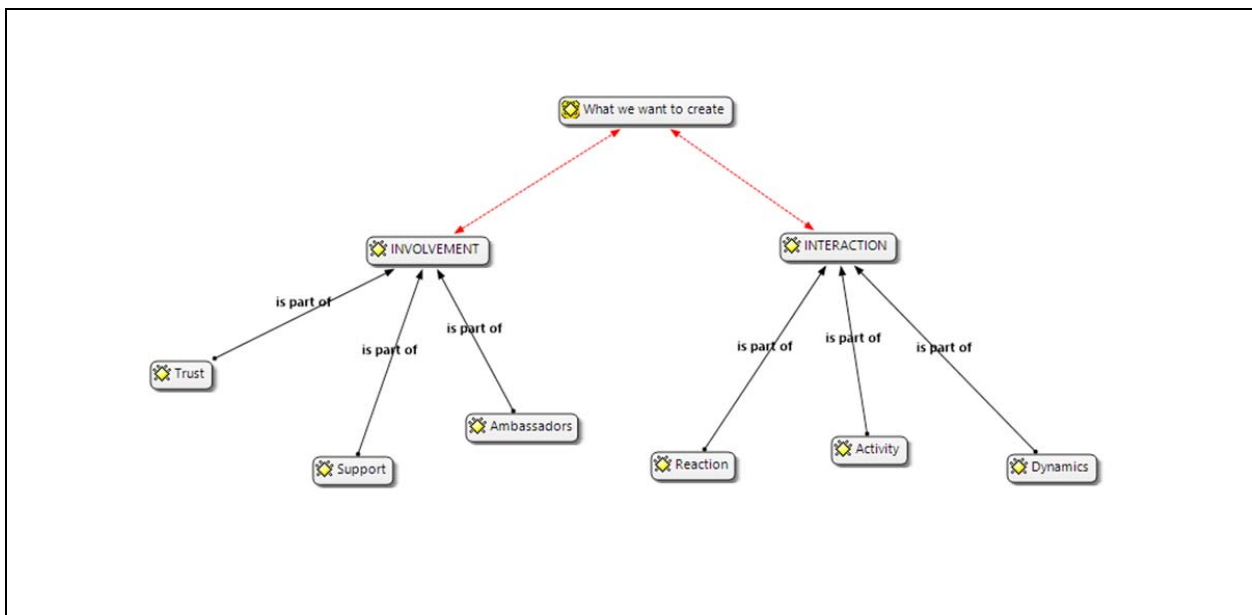 What we want to create
INVOLVEMENT
INTERACTION
is part of
is part of
is part of
is part of
is part of
is part of
Trust
Ambassadors
Support
Reaction
Activity
Dynamics